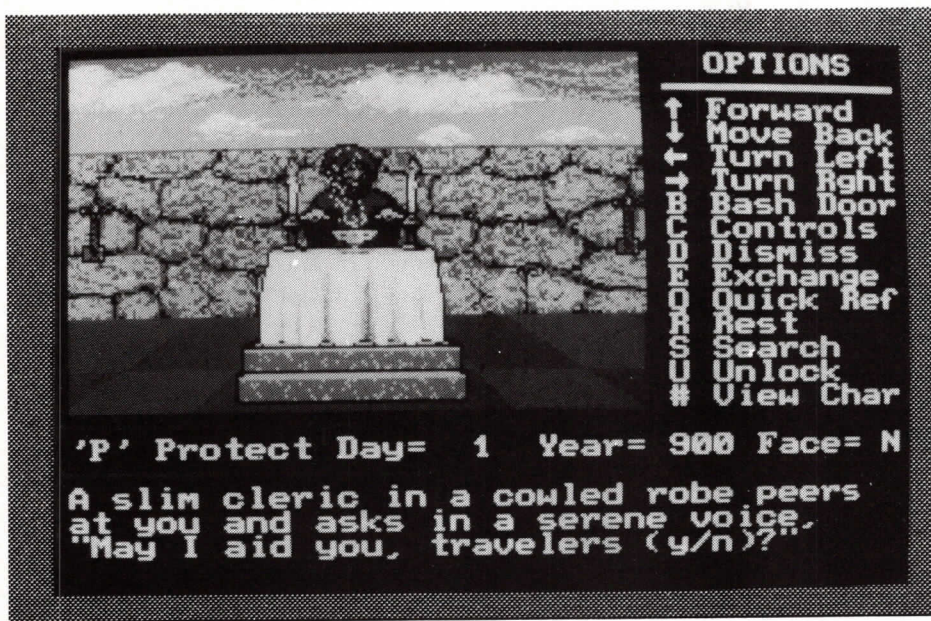 OPTIONS
↑ Forward
↓ Move Back
← Turn Left
→ Turn Rght
B Bash Door
C Controls
D Dismiss
E Exchange
Q Quick Ref
R Rest
S Search
U Unlock
# View Char
'P' Protect Day= 1 Year= 900 Face= N
A slim cleric in a cowled robe peers
at you and asks in a serene voice,
"May I aid you, travelers (y/n)?"